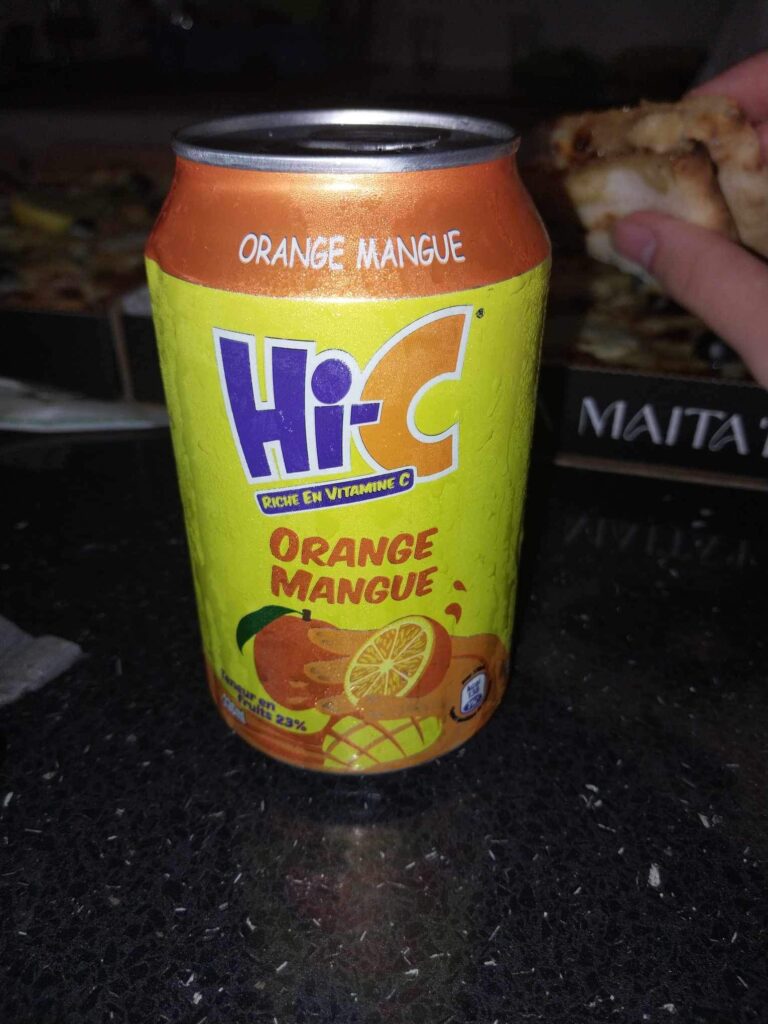 ORANGE MANGUE
Hi-C
RICHE EN VITAMINE C
ORANGE
MANGUE
Teneur en
Fruits 23%
MAITA